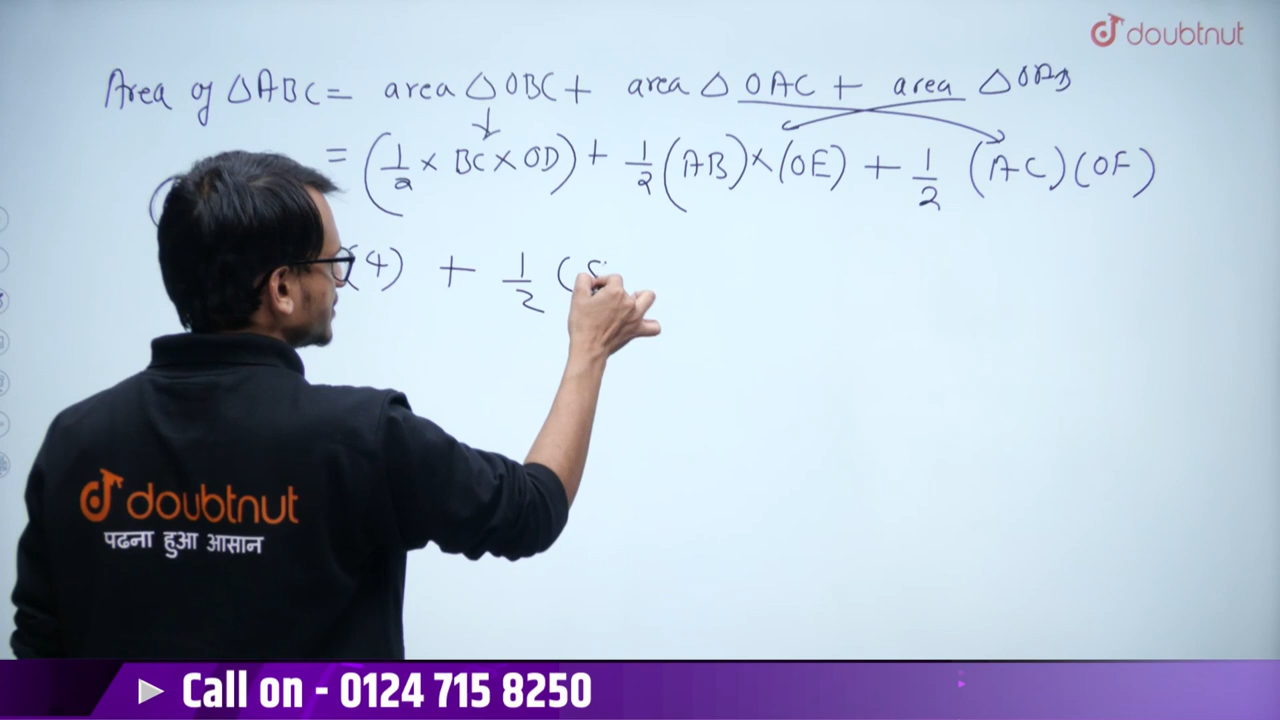 doubtnut
Area of △ABC = area △OBC + area △ OAC + area △OAB
= (1/2 × BC × OD) + 1/2 (AB) × (OE) + 1/2 (AC)(OF)
(4) + 1/2 (
doubtnut
पढना हुआ आसान
Call on - 0124 715 8250